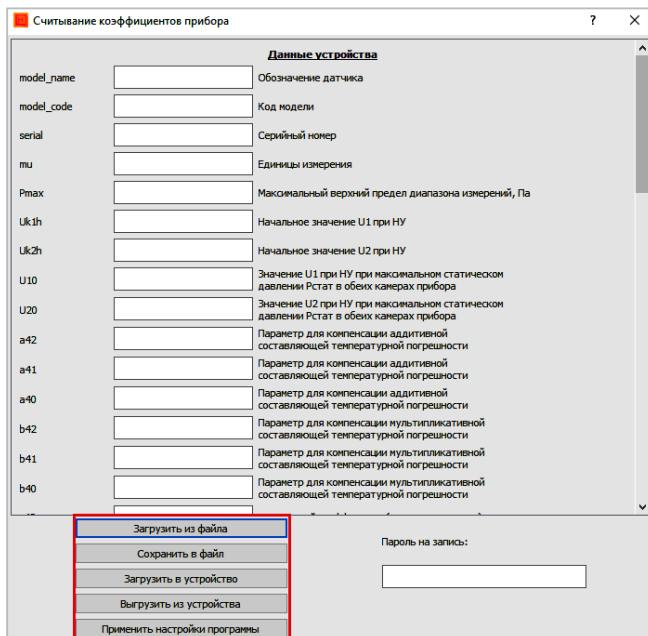 Считывание коэффициентов прибора
Данные устройства
model_name Обозначение датчика
model_code Код модели
serial Серийный номер
mu Единицы измерения
Pmax Максимальный верхний предел диапазона измерений, Па
Uk1h Начальное значение U1 при НУ
Uk2h Начальное значение U2 при НУ
U10 Значение U1 при НУ при максимальном статическом
давлении Рстат в обеих камерах прибора
U20 Значение U2 при НУ при максимальном статическом
давлении Рстат в обеих камерах прибора
a42 Параметр для компенсации аддитивной
составляющей температурной погрешности
a41 Параметр для компенсации аддитивной
составляющей температурной погрешности
a40 Параметр для компенсации аддитивной
составляющей температурной погрешности
b42 Параметр для компенсации мультипликативной
составляющей температурной погрешности
b41 Параметр для компенсации мультипликативной
составляющей температурной погрешности
b40 Параметр для компенсации мультипликативной
составляющей температурной погрешности
Загрузить из файла
Сохранить в файл
Загрузить в устройство
Выгрузить из устройства
Применить настройки программы
Пароль на запись: